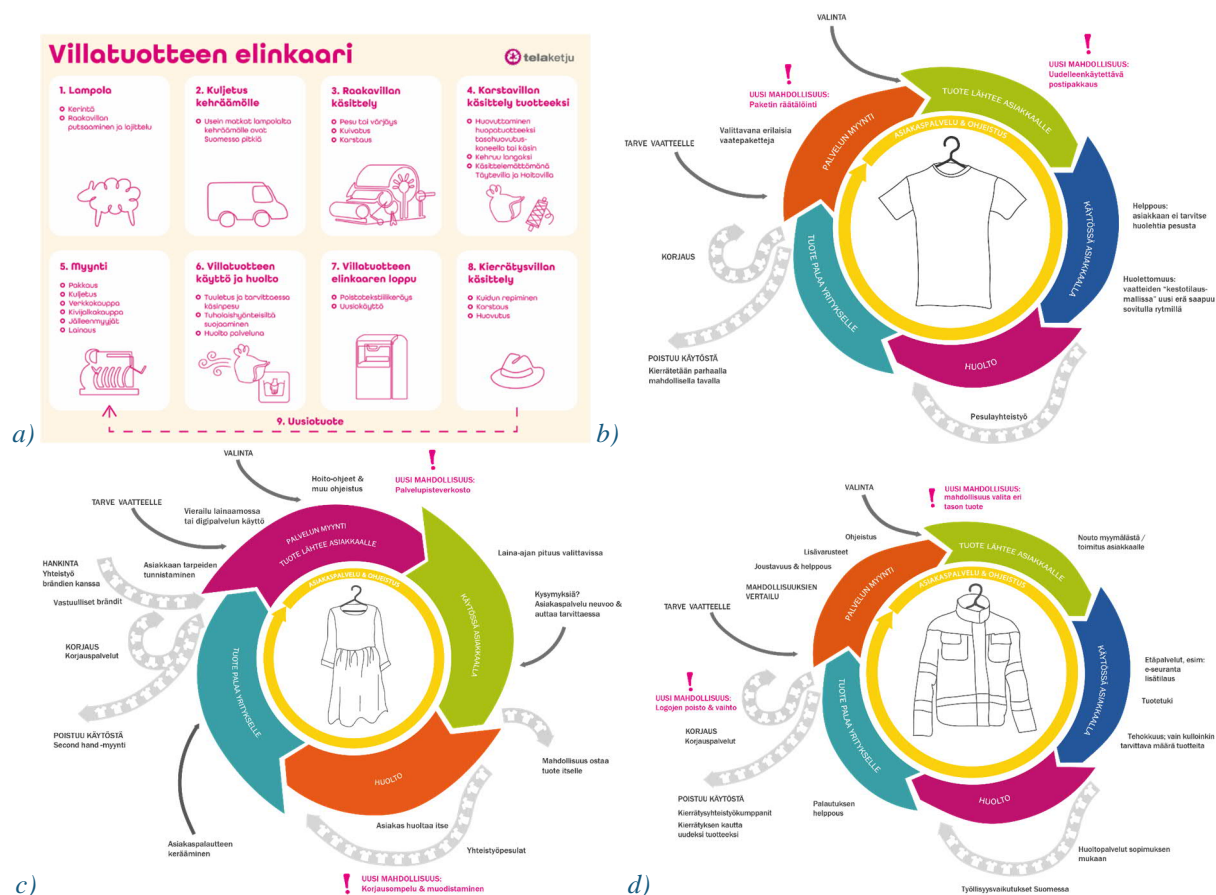 Villatuotteen elinkaari
telaketju
1. Lampola
Kerintä
Raakavillan
putsaaminen ja lajittelu
2. Kuljetus
kehräämölle
Usein matkat lampolalta
kehräämölle ovat
Suomessa pitkiä
3. Raakavillan
käsittely
Pesu tai värjäys
Kuivatus
Karstaus
4. Karstavillan
käsittely tuotteeksi
Huovuttaminen
huopatuotteeksi
tasohuovutus-
koneella tai käsin
Kehruu langaksi
Käsittelemättömänä
Täytevilla ja Hoitovilla
5. Myynti
Pakkaus
Kuljetus
Verkkokauppa
Kivijalkakauppa
Jälleenmyyjät
Lainaus
6. Villatuotteen
käyttö ja huolto
Tuuletus ja tarvittaessa
käsinpesu
Tuholaishyönteisiltä
suojaaminen
Huolto palveluna
7. Villatuotteen
elinkaaren loppu
Poistotekstiilikeräys
Uusiokäyttö
8. Kierrätysvillan
käsittely
Kuidun repiminen
Karstaus
Huovutus
9. Uusiotuote
a)
VALINTA
! UUSI MAHDOLLISUUS:
Uudelleenkäytettävä
postipakkaus
! UUSI MAHDOLLISUUS:
Paketin räätälöinti
Valittavana erilaisia
vaatepaketteja
TARVE VAATTEELLE
PALVELUN MYYNTI
TUOTE LÄHTEE ASIAKKAALLE
ASIAKASPALVELU & OHJEISTUS
KÄYTÖSSÄ ASIAKKAALLA
Helppous:
asiakkaan ei tarvitse
huolehtia pesusta
Huolettomuus:
vaatteiden "kestotilaus-
mallissa" uusi erä saapuu
sovitulla rytmillä
KORJAUS
TUOTE PALAA YRITYKSELLE
HUOLTO
POISTUU KÄYTÖSTÄ
Kierrätetään parhaalla
mahdollisella tavalla
Pesulayhteistyö
b)
VALINTA
Hoito-ohjeet &
muu ohjeistus
! UUSI MAHDOLLISUUS:
Palvelupisteverkosto
TARVE VAATTEELLE
Vierailu lainaamossa
tai digipalvelun käyttö
PALVELUN MYYNTI
TUOTE LÄHTEE ASIAKKAALLE
HANKINTA
Yhteistyö
brändien kanssa
Vastuulliset brändit
Asiakkaan tarpeiden
tunnistaminen
ASIAKASPALVELU & OHJEISTUS
Laina-ajan pituus valittavissa
KÄYTÖSSÄ ASIAKKAALLA
Kysymyksiä?
Asiakaspalvelu neuvoo &
auttaa tarvittaessa
KORJAUS
Korjauspalvelut
TUOTE PALAA YRITYKSELLE
POISTUU KÄYTÖSTÄ
Second hand -myynti
Mahdollisuus ostaa
tuote itselle
HUOLTO
Asiakas huoltaa itse
Yhteistyöpesulat
Asiakaspalautteen
kerääminen
! UUSI MAHDOLLISUUS:
Korjausompelu & muodistaminen
c)
VALINTA
! UUSI MAHDOLLISUUS:
mahdollisuus valita eri
tason tuote
Ohjeistus
Lisävarusteet
Joustavuus & helppous
MAHDOLLISUUKSIEN
VERTAILU
TARVE VAATTEELLE
PALVELUN MYYNTI
TUOTE LÄHTEE ASIAKKAALLE
ASIAKASPALVELU & OHJEISTUS
Nouto myymälästä /
toimitus asiakkaalle
KÄYTÖSSÄ ASIAKKAALLA
Etäpalvelut, esim:
e-seuranta
lisätilaus
Tuotetuki
Tehokkuus; vain kulloinkin
tarvittava määrä tuotteita
! UUSI MAHDOLLISUUS:
Logojen poisto & vaihto
KORJAUS
Korjauspalvelut
TUOTE PALAA YRITYKSELLE
POISTUU KÄYTÖSTÄ
Kierrätysyhteistyökumppanit
Kierrätyksen kautta
uudeksi tuotteeksi
Palautuksen
helppous
HUOLTO
Huoltopalvelut sopimuksen
mukaan
Työllisyysvaikutukset Suomessa
d)